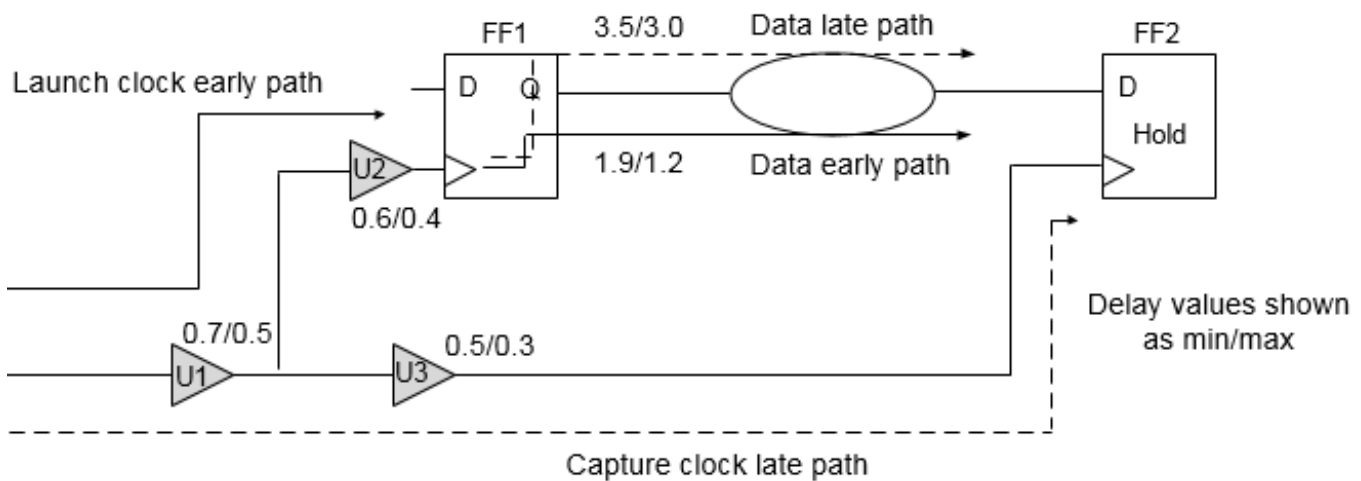 FF1
3.5/3.0
Data late path
FF2
Launch clock early path
D
Q
D
Hold
U2
1.9/1.2
Data early path
0.6/0.4
Delay values shown
as min/max
0.7/0.5
0.5/0.3
U1
U3
Capture clock late path